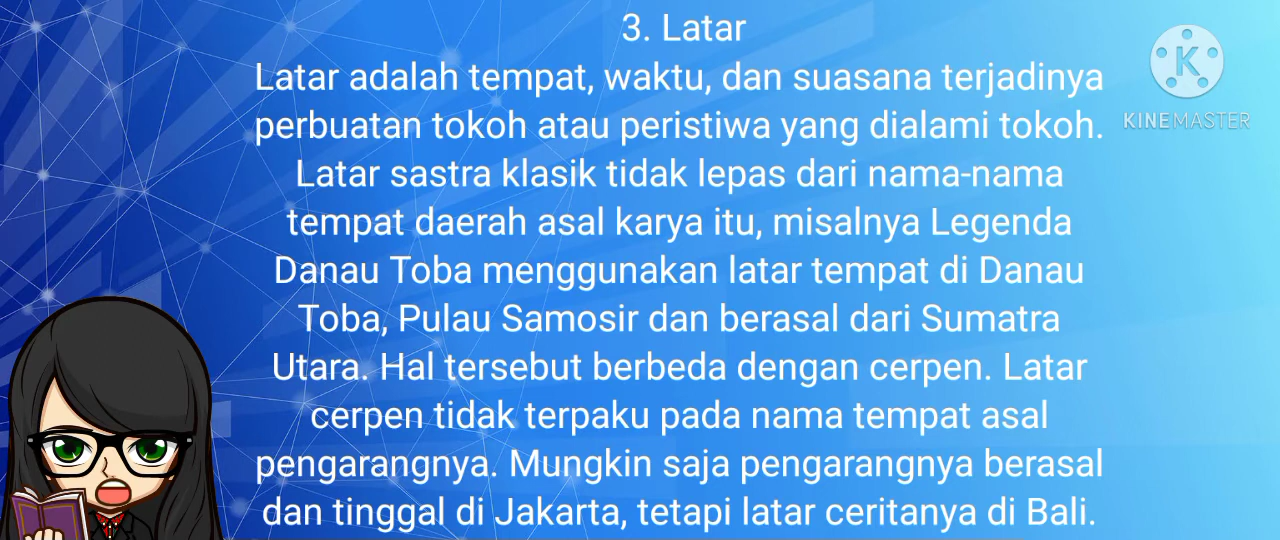 3. Latar
Latar adalah tempat, waktu, dan suasana terjadinya
perbuatan tokoh atau peristiwa yang dialami tokoh.
Latar sastra klasik tidak lepas dari nama-nama
tempat daerah asal karya itu, misalnya Legenda
Danau Toba menggunakan latar tempat di Danau
Toba, Pulau Samosir dan berasal dari Sumatra
Utara. Hal tersebut berbeda dengan cerpen. Latar
cerpen tidak terpaku pada nama tempat asal
pengarangnya. Mungkin saja pengarangnya berasal
dan tinggal di Jakarta, tetapi latar ceritanya di Bali.
K
KINEMASTER